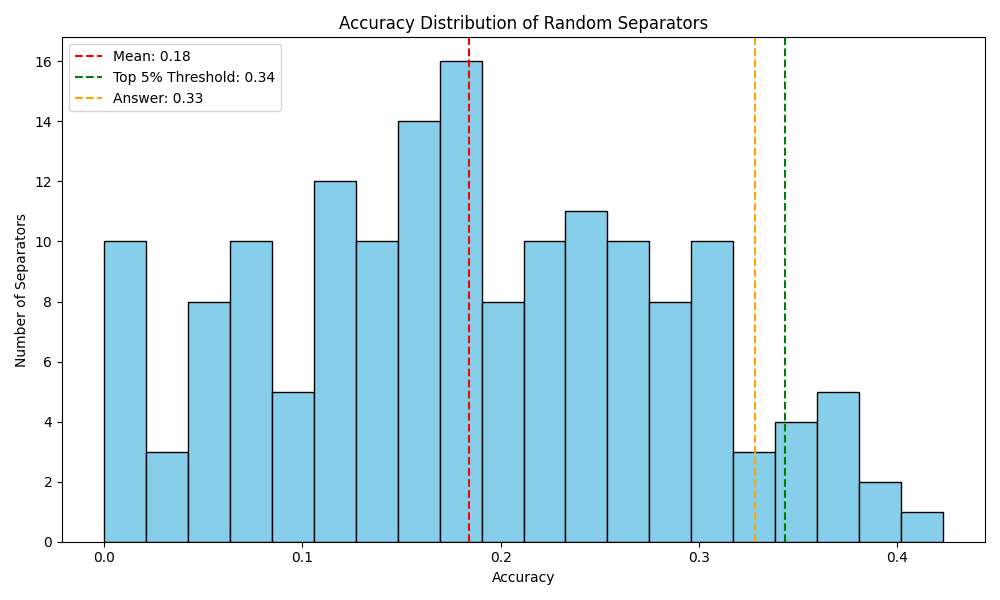 Accuracy Distribution of Random Separators
Mean: 0.18
Top 5% Threshold: 0.34
Answer: 0.33
Number of Separators
16
14
12
10
8
6
4
2
0
0.0 0.1 0.2 0.3 0.4
Accuracy